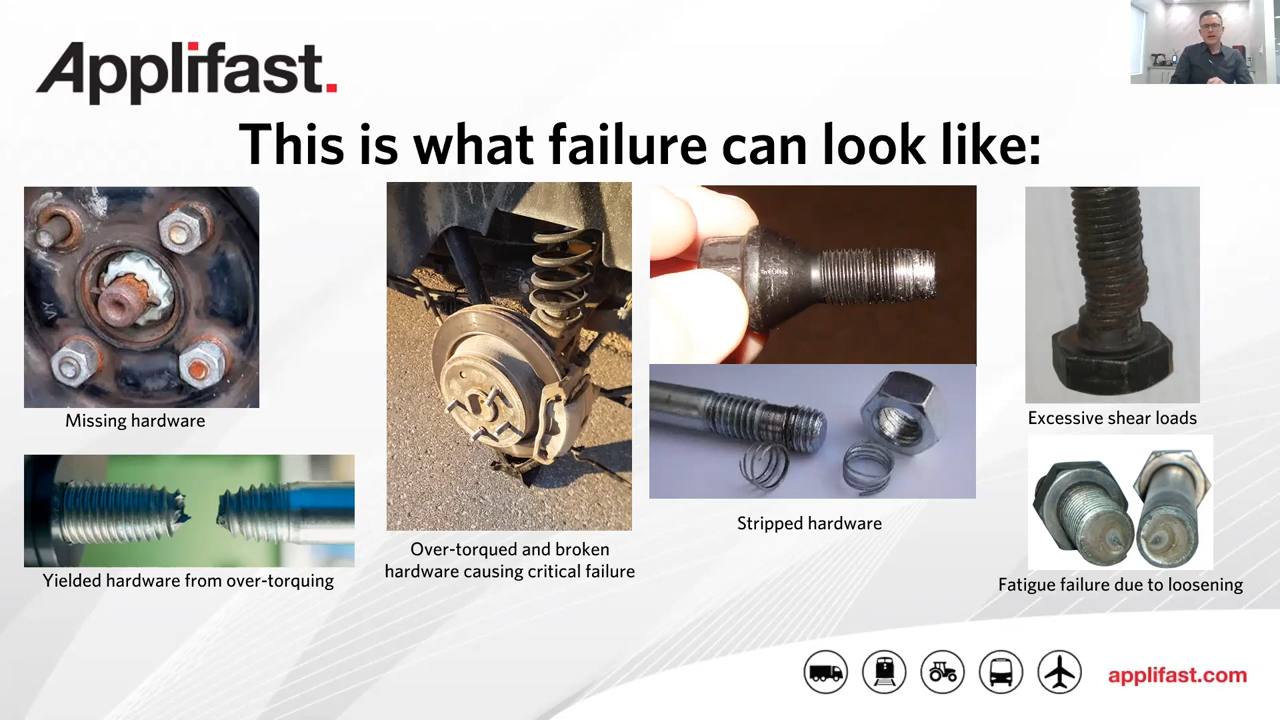 Applifast.
This is what failure can look like:
Missing hardware
Yielded hardware from over-torquing
Over-torqued and broken
hardware causing critical failure
Stripped hardware
Excessive shear loads
Fatigue failure due to loosening
applifast.com